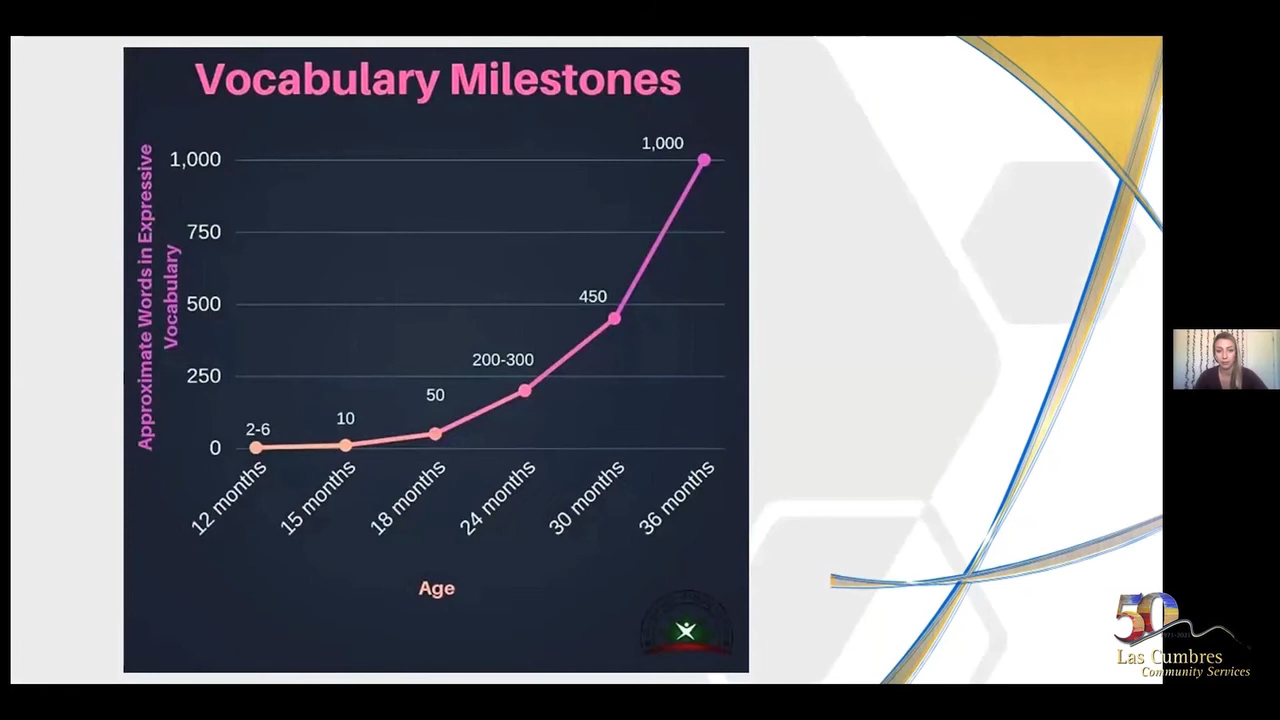 Vocabulary Milestones
Approximate Words in Expressive
Vocabulary
1,000
750
500
250
0
2-6
10
50
200-300
450
1,000
12 months
15 months
18 months
24 months
30 months
36 months
Age
50
Las Cumbres
Community Services